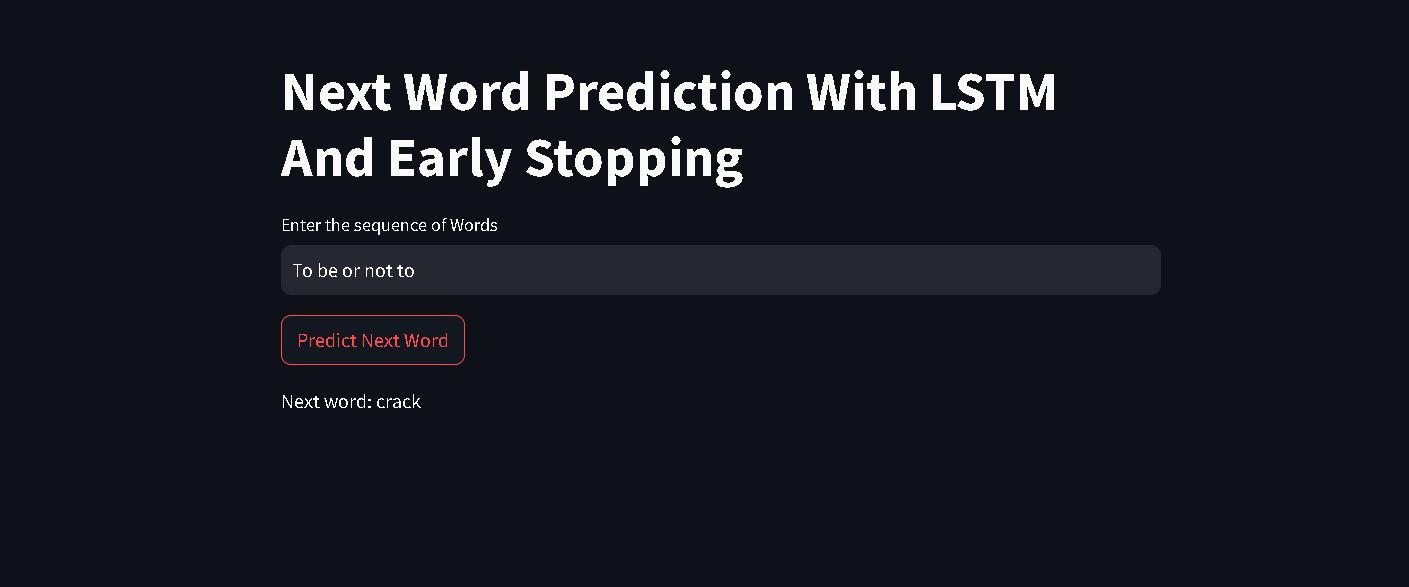 Next Word Prediction With LSTM
And Early Stopping
Enter the sequence of Words
To be or not to
Predict Next Word
Next word: crack